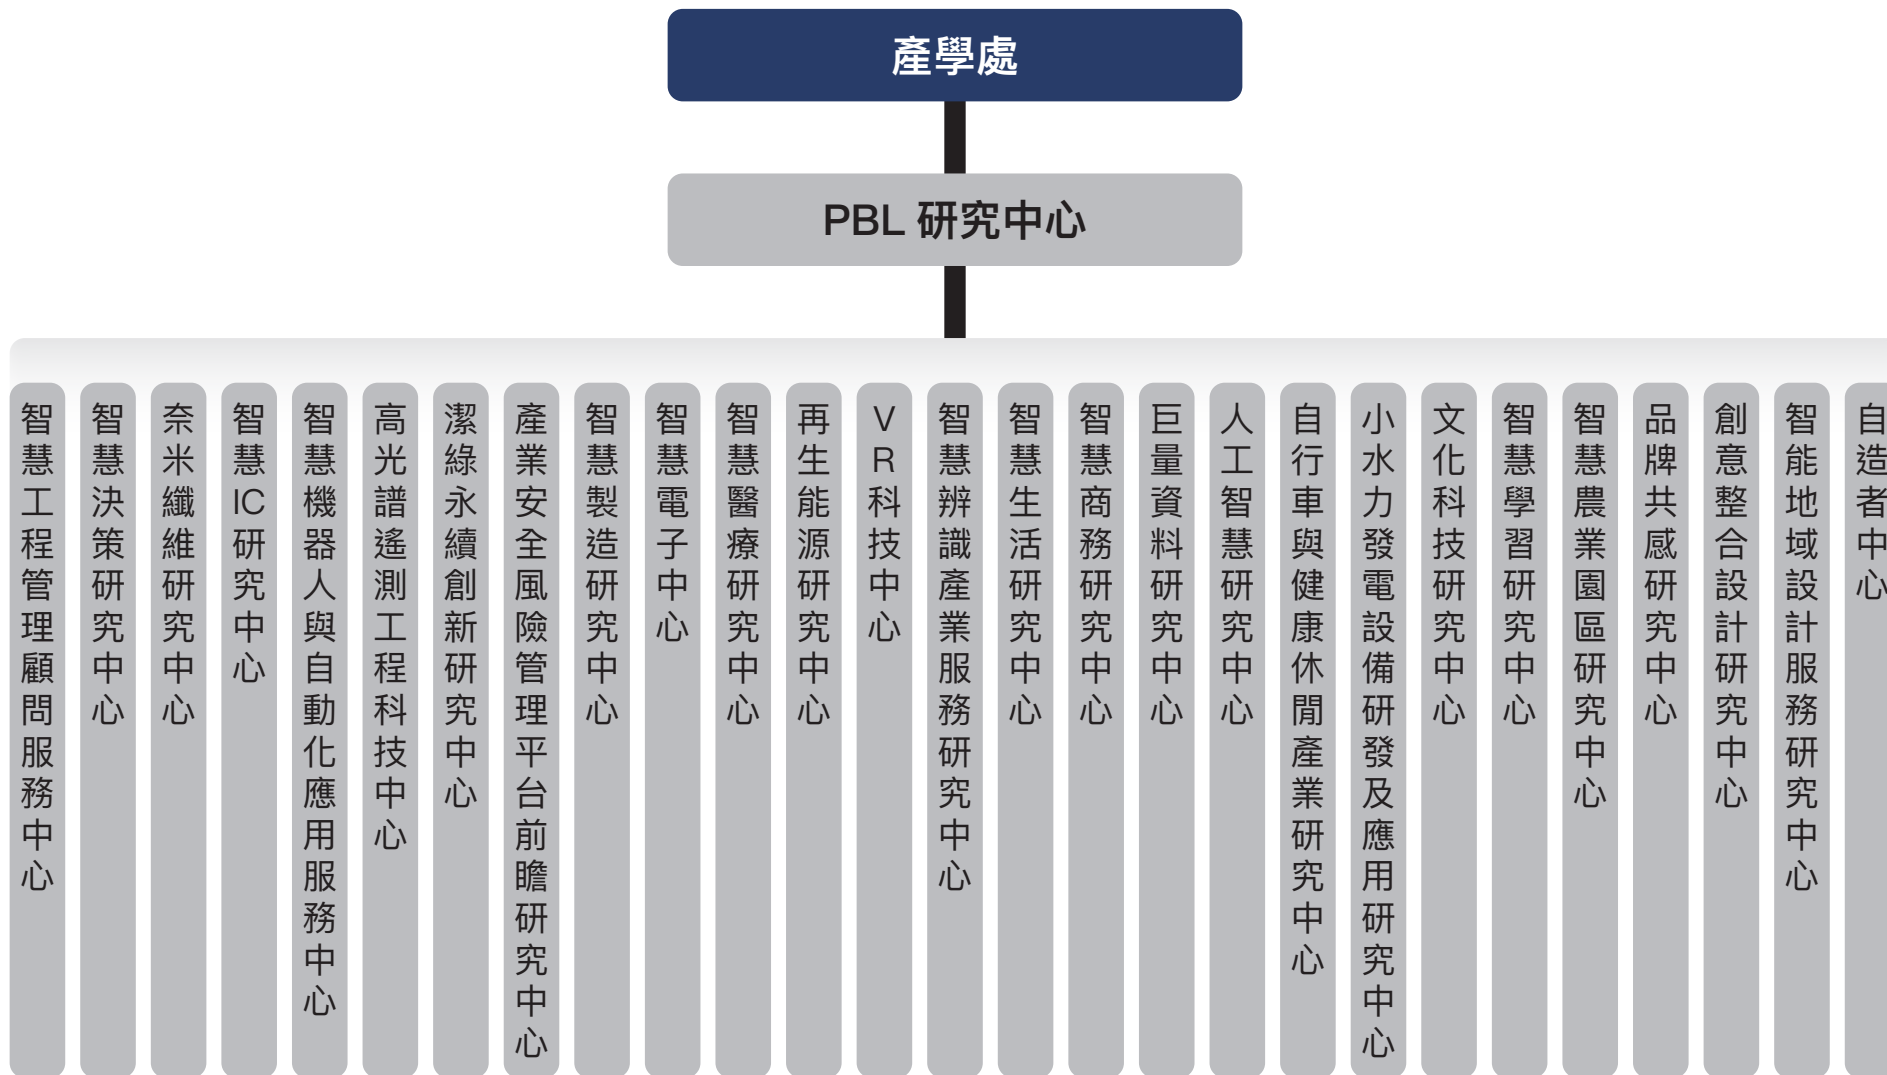 產學處
PBL 研究中心
智慧工程管理顧問服務中心
智慧決策研究中心
奈米纖維研究中心
智慧IC研究中心
智慧機器人與自動化應用服務中心
高光譜遙測工程科技中心
潔綠永續創新研究中心
產業安全風險管理平台前瞻研究中心
智慧製造研究中心
智慧電子中心
智慧醫療研究中心
再生能源研究中心
VR科技中心
智慧辨識產業服務研究中心
智慧生活研究中心
智慧商務研究中心
巨量資料研究中心
人工智慧研究中心
自行車與健康休閒產業研究中心
小水力發電設備研發及應用研究中心
文化科技研究中心
智慧學習研究中心
智慧農業園區研究中心
品牌共感研究中心
創意整合設計研究中心
智能地域設計服務研究中心
自造者中心